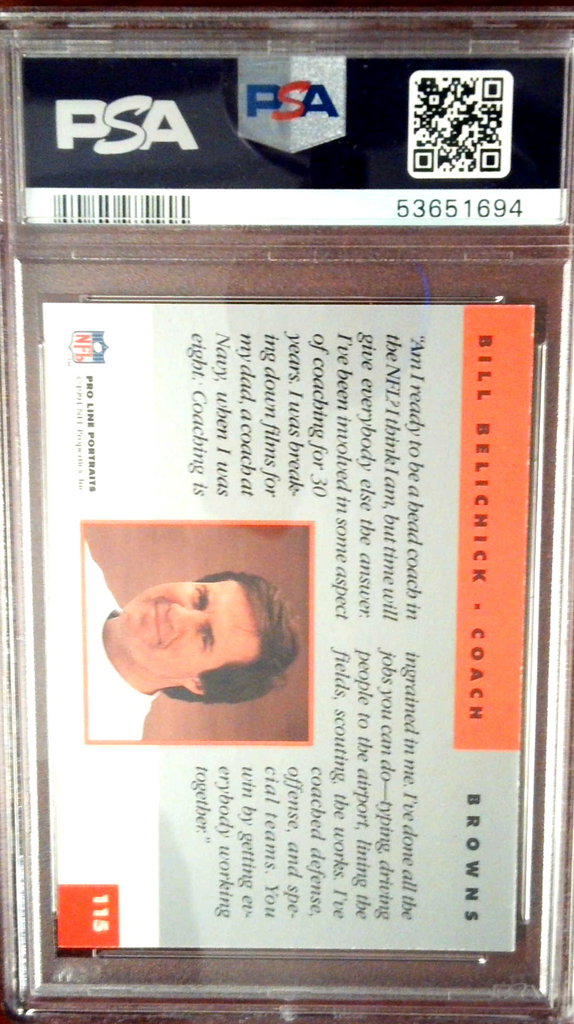 PSA
PSA
53651694
BILL BELICHICK - COACH
BROWNS
"Am I ready to be a head coach in
the NFL? I think I am, but time will
give everybody else the answer.
I've been involved in some aspect
of coaching for 30
years. I was break-
ing down films for
my dad, a coach at
Navy, when I was
eight. Coaching is
ingrained in me. I've done all the
jobs you can do—typing, driving
people to the airport, lining the
fields, scouting, the works. I've
coached defense,
offense, and spe-
cial teams. You
win by getting ev-
erybody working
together."
NFL
PRO LINE PORTRAITS
©1991 NFL Properties, Inc.
115